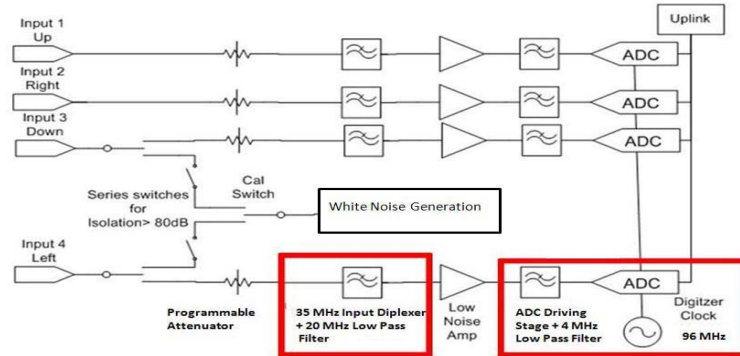 Input 1
Up
Uplink
ADC
Input 2
Right
ADC
Input 3
Down
ADC
Cal
Switch
Series switches
for
Isolation> 80dB
White Noise Generation
Input 4
Left
ADC
Programmable
Attenuator
35 MHz Input Diplexer
+ 20 MHz Low Pass
Filter
Low
Noise
Amp
ADC Driving
Stage + 4 MHz
Low Pass Filter
Digitzer
Clock
96 MHz